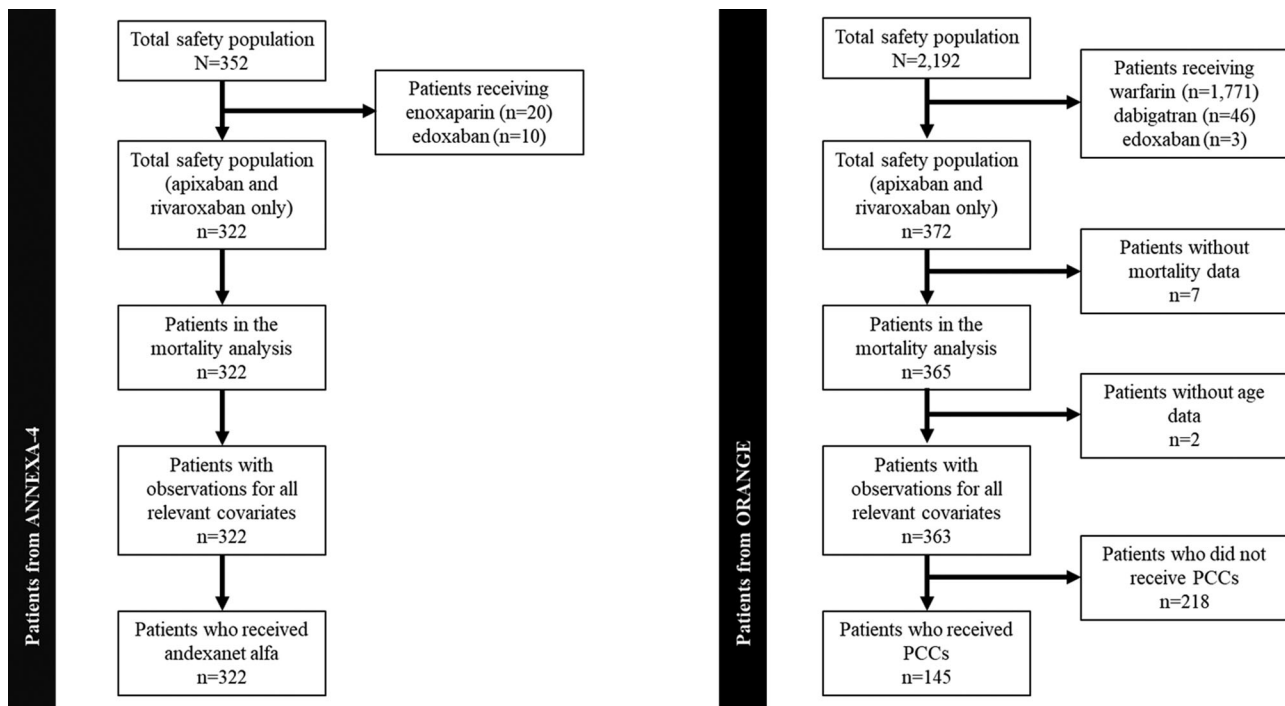 Patients from ANNEXA-4
Total safety population
N=352
Patients receiving
enoxaparin (n=20)
edoxaban (n=10)
Total safety population
(apixaban and
rivaroxaban only)
n=322
Patients in the
mortality analysis
n=322
Patients with
observations for all
relevant covariates
n=322
Patients who received
andexanet alfa
n=322
Patients from ORANGE
Total safety population
N=2,192
Patients receiving
warfarin (n=1,771)
dabigatran (n=46)
edoxaban (n=3)
Total safety population
(apixaban and
rivaroxaban only)
n=372
Patients without
mortality data
n=7
Patients in the
mortality analysis
n=365
Patients without age
data
n=2
Patients with
observations for all
relevant covariates
n=363
Patients who did not
receive PCCs
n=218
Patients who received
PCCs
n=145